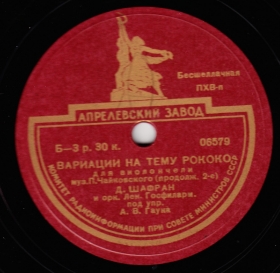 Бесшеллачная
ПХВ-п
АПРЕЛЕВСКИЙ ЗАВОД
Б—3 р. 30 к.
06579
ВАРИАЦИИ НА ТЕМУ РОКОКО
для виолончели
муз.П.Чайковского (продолж. 2-е)
Д. ШАФРАН
и орк. Лен. Госфиларм.
под упр.
А. В. Гаука
КОМИТЕТ РАДИОИНФОРМАЦИИ ПРИ СОВЕТЕ МИНИСТРОВ СССР